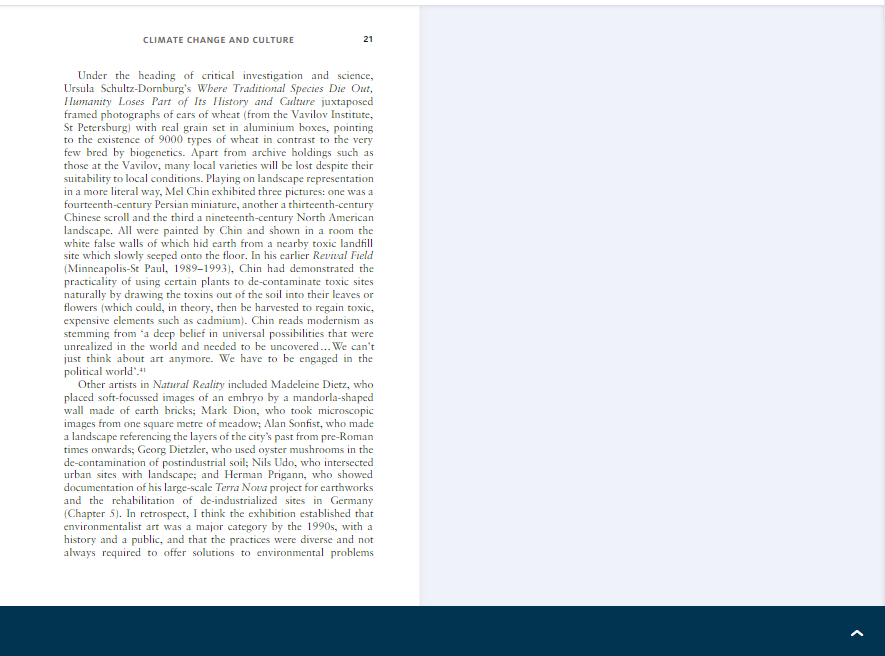 CLIMATE CHANGE AND CULTURE 21
Under the heading of critical investigation and science,
Ursula Schultz-Dornburg's Where Traditional Species Die Out,
Humanity Loses Part of Its History and Culture juxtaposed
framed photographs of ears of wheat (from the Vavilov Institute,
St Petersburg) with real grain set in aluminium boxes, pointing
to the existence of 9000 types of wheat in contrast to the very
few bred by biogenetics. Apart from archive holdings such as
those at the Vavilov, many local varieties will be lost despite their
suitability to local conditions. Playing on landscape representation
in a more literal way, Mel Chin exhibited three pictures: one was a
fourteenth-century Persian miniature, another a thirteenth-century
Chinese scroll and the third a nineteenth-century North American
landscape. All were painted by Chin and shown in a room the
white false walls of which hid earth from a nearby toxic landfill
site which slowly seeped onto the floor. In his earlier Revival Field
(Minneapolis-St Paul, 1989–1993), Chin had demonstrated the
practicality of using certain plants to de-contaminate toxic sites
naturally by drawing the toxins out of the soil into their leaves or
flowers (which could, in theory, then be harvested to regain toxic,
expensive elements such as cadmium). Chin reads modernism as
stemming from 'a deep belief in universal possibilities that were
unrealized in the world and needed to be uncovered... We can't
just think about art anymore. We have to be engaged in the
political world'.⁴¹
Other artists in Natural Reality included Madeleine Dietz, who
placed soft-focussed images of an embryo by a mandorla-shaped
wall made of earth bricks; Mark Dion, who took microscopic
images from one square metre of meadow; Alan Sonfist, who made
a landscape referencing the layers of the city's past from pre-Roman
times onwards; Georg Dietzler, who used oyster mushrooms in the
de-contamination of postindustrial soil; Nils Udo, who intersected
urban sites with landscape; and Herman Prigann, who showed
documentation of his large-scale Terra Nova project for earthworks
and the rehabilitation of de-industrialized sites in Germany
(Chapter 5). In retrospect, I think the exhibition established that
environmentalist art was a major category by the 1990s, with a
history and a public, and that the practices were diverse and not
always required to offer solutions to environmental problems